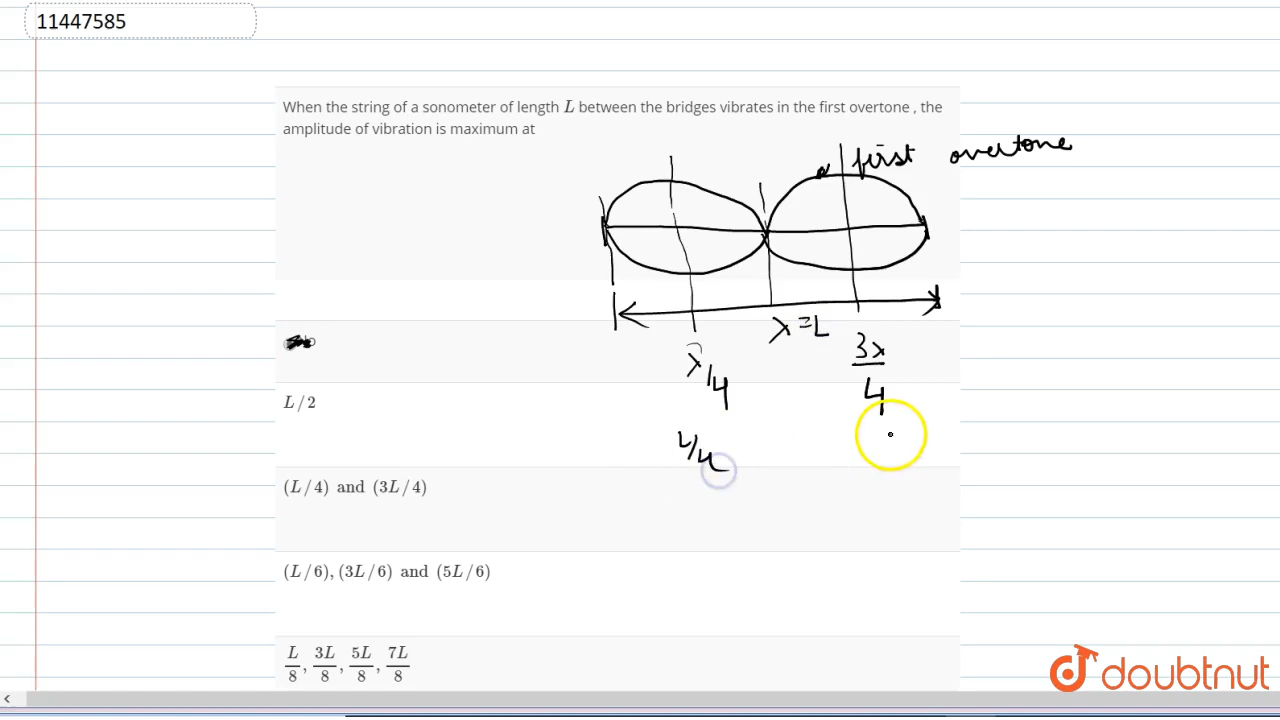 11447585
When the string of a sonometer of length L between the bridges vibrates in the first overtone , the
amplitude of vibration is maximum at
first overtone
λ = L
λ/4
3λ/4
L/4
L/2
(L/4) and (3L/4)
(L/6), (3L/6) and (5L/6)
L/8, 3L/8, 5L/8, 7L/8
doubtnut